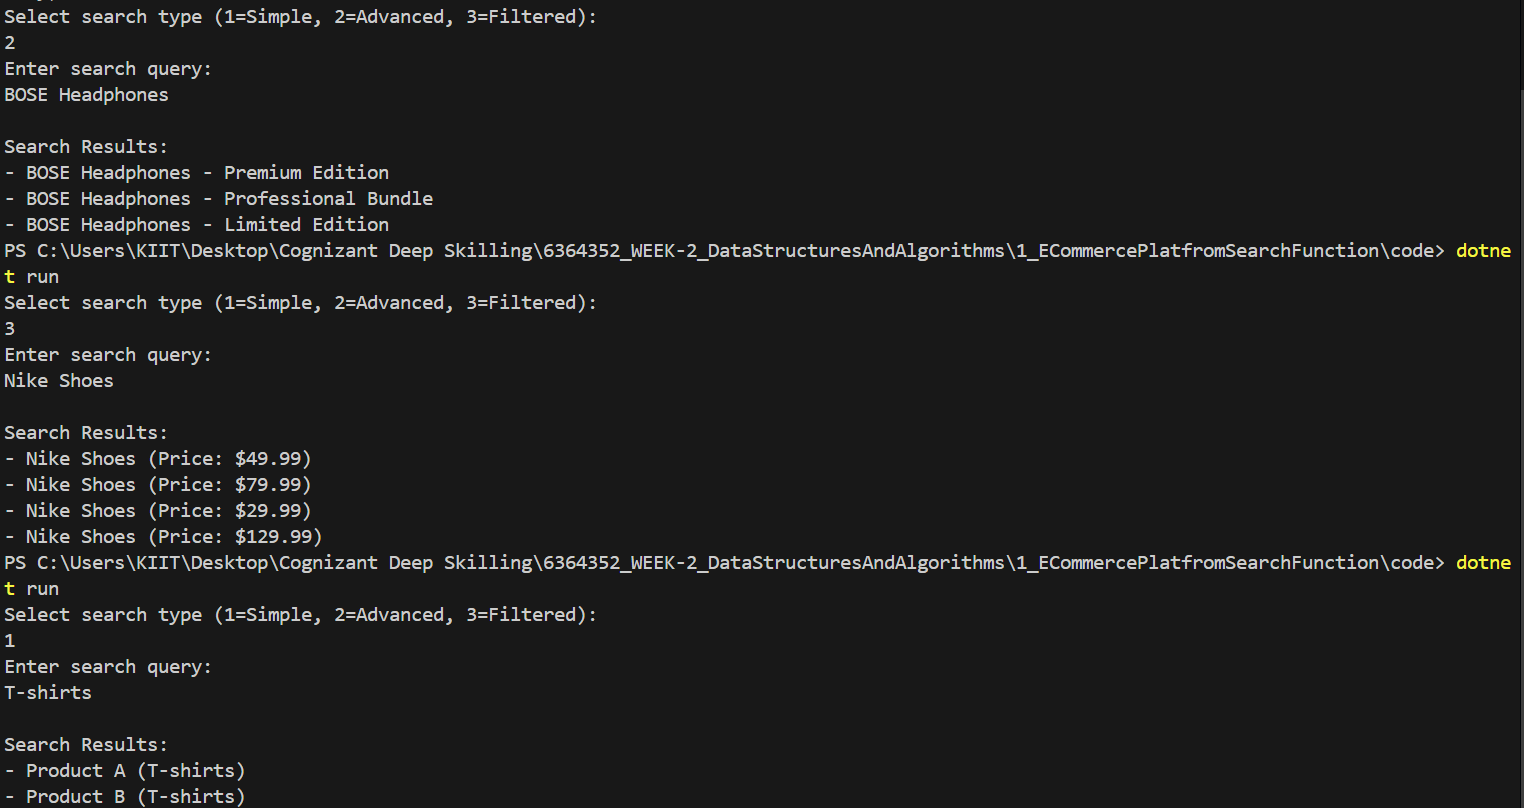 Select search type (1=Simple, 2=Advanced, 3=Filtered):
2
Enter search query:
BOSE Headphones
Search Results:
- BOSE Headphones - Premium Edition
- BOSE Headphones - Professional Bundle
- BOSE Headphones - Limited Edition
PS C:\Users\KIIT\Desktop\Cognizant Deep Skilling\6364352_WEEK-2_DataStructuresAndAlgorithms\1_ECommercePlatfromSearchFunction\code> dotne
t run
Select search type (1=Simple, 2=Advanced, 3=Filtered):
3
Enter search query:
Nike Shoes
Search Results:
- Nike Shoes (Price: $49.99)
- Nike Shoes (Price: $79.99)
- Nike Shoes (Price: $29.99)
- Nike Shoes (Price: $129.99)
PS C:\Users\KIIT\Desktop\Cognizant Deep Skilling\6364352_WEEK-2_DataStructuresAndAlgorithms\1_ECommercePlatfromSearchFunction\code> dotne
t run
Select search type (1=Simple, 2=Advanced, 3=Filtered):
1
Enter search query:
T-shirts
Search Results:
- Product A (T-shirts)
- Product B (T-shirts)